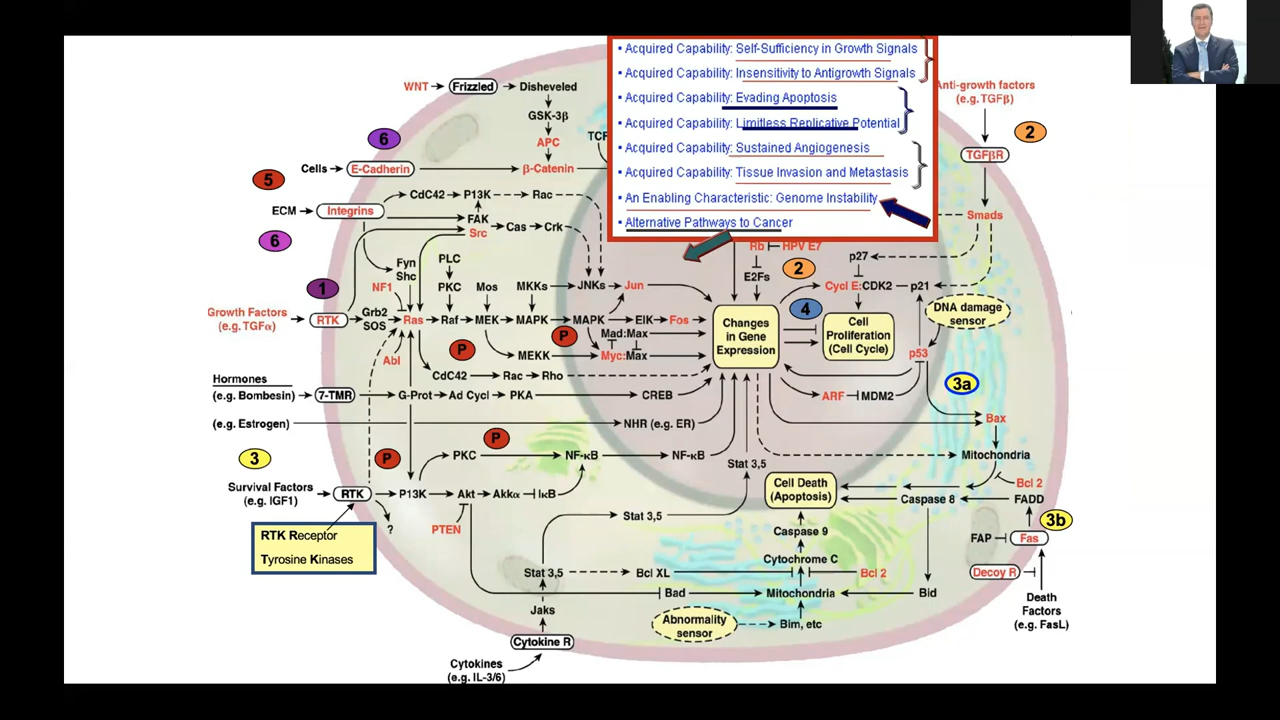 • Acquired Capability: Self-Sufficiency in Growth Signals
• Acquired Capability: Insensitivity to Antigrowth Signals
• Acquired Capability: Evading Apoptosis
• Acquired Capability: Limitless Replicative Potential
• Acquired Capability: Sustained Angiogenesis
• Acquired Capability: Tissue Invasion and Metastasis
• An Enabling Characteristic: Genome Instability
• Alternative Pathways to Cancer
WNT Frizzled Disheveled
GSK-3β
APC
TCF
β-Catenin
6
Cells E-Cadherin
5
ECM Integrins
6
CdC42 P13K Rac
FAK
Src
Cas Crk
Anti-growth factors
(e.g. TGFβ)
2
TGFβR
Smads
Rb HPV E7
E2Fs
2
p27
Cycl E:CDK2 p21
4
DNA damage
sensor
Fyn
Shc
PLC
PKC
NF1
Mos
MKKs JNKs Jun
1
Growth Factors
(e.g. TGFα)
RTK Grb2
SOS
Ras Raf MEK MAPK MAPK ElK Fos
Mad:Max
P P
MEKK Myc:Max
Abl
CdC42 Rac Rho
Changes
in Gene
Expression
Cell
Proliferation
(Cell Cycle)
p53
3a
Hormones
(e.g. Bombesin) 7-TMR G-Prot Ad Cycl PKA CREB
ARF MDM2
(e.g. Estrogen) NHR (e.g. ER)
Bax
P
3
P
PKC NF-κB NF-κB
Stat 3,5
Mitochondria
Survival Factors
(e.g. IGF1)
RTK P13K Akt Akkα IκB
?
PTEN
RTK Receptor
Tyrosine Kinases
Cell Death
(Apoptosis)
Caspase 8 FADD
Bcl 2
3b
Stat 3,5
Caspase 9
FAP Fas
Cytochrome C
Stat 3,5 Bcl XL Bcl 2
Decoy R
Bad Mitochondria Bid
Death
Factors
(e.g. FasL)
Jaks
Abnormality
sensor
Bim, etc
Cytokine R
Cytokines
(e.g. IL-3/6)